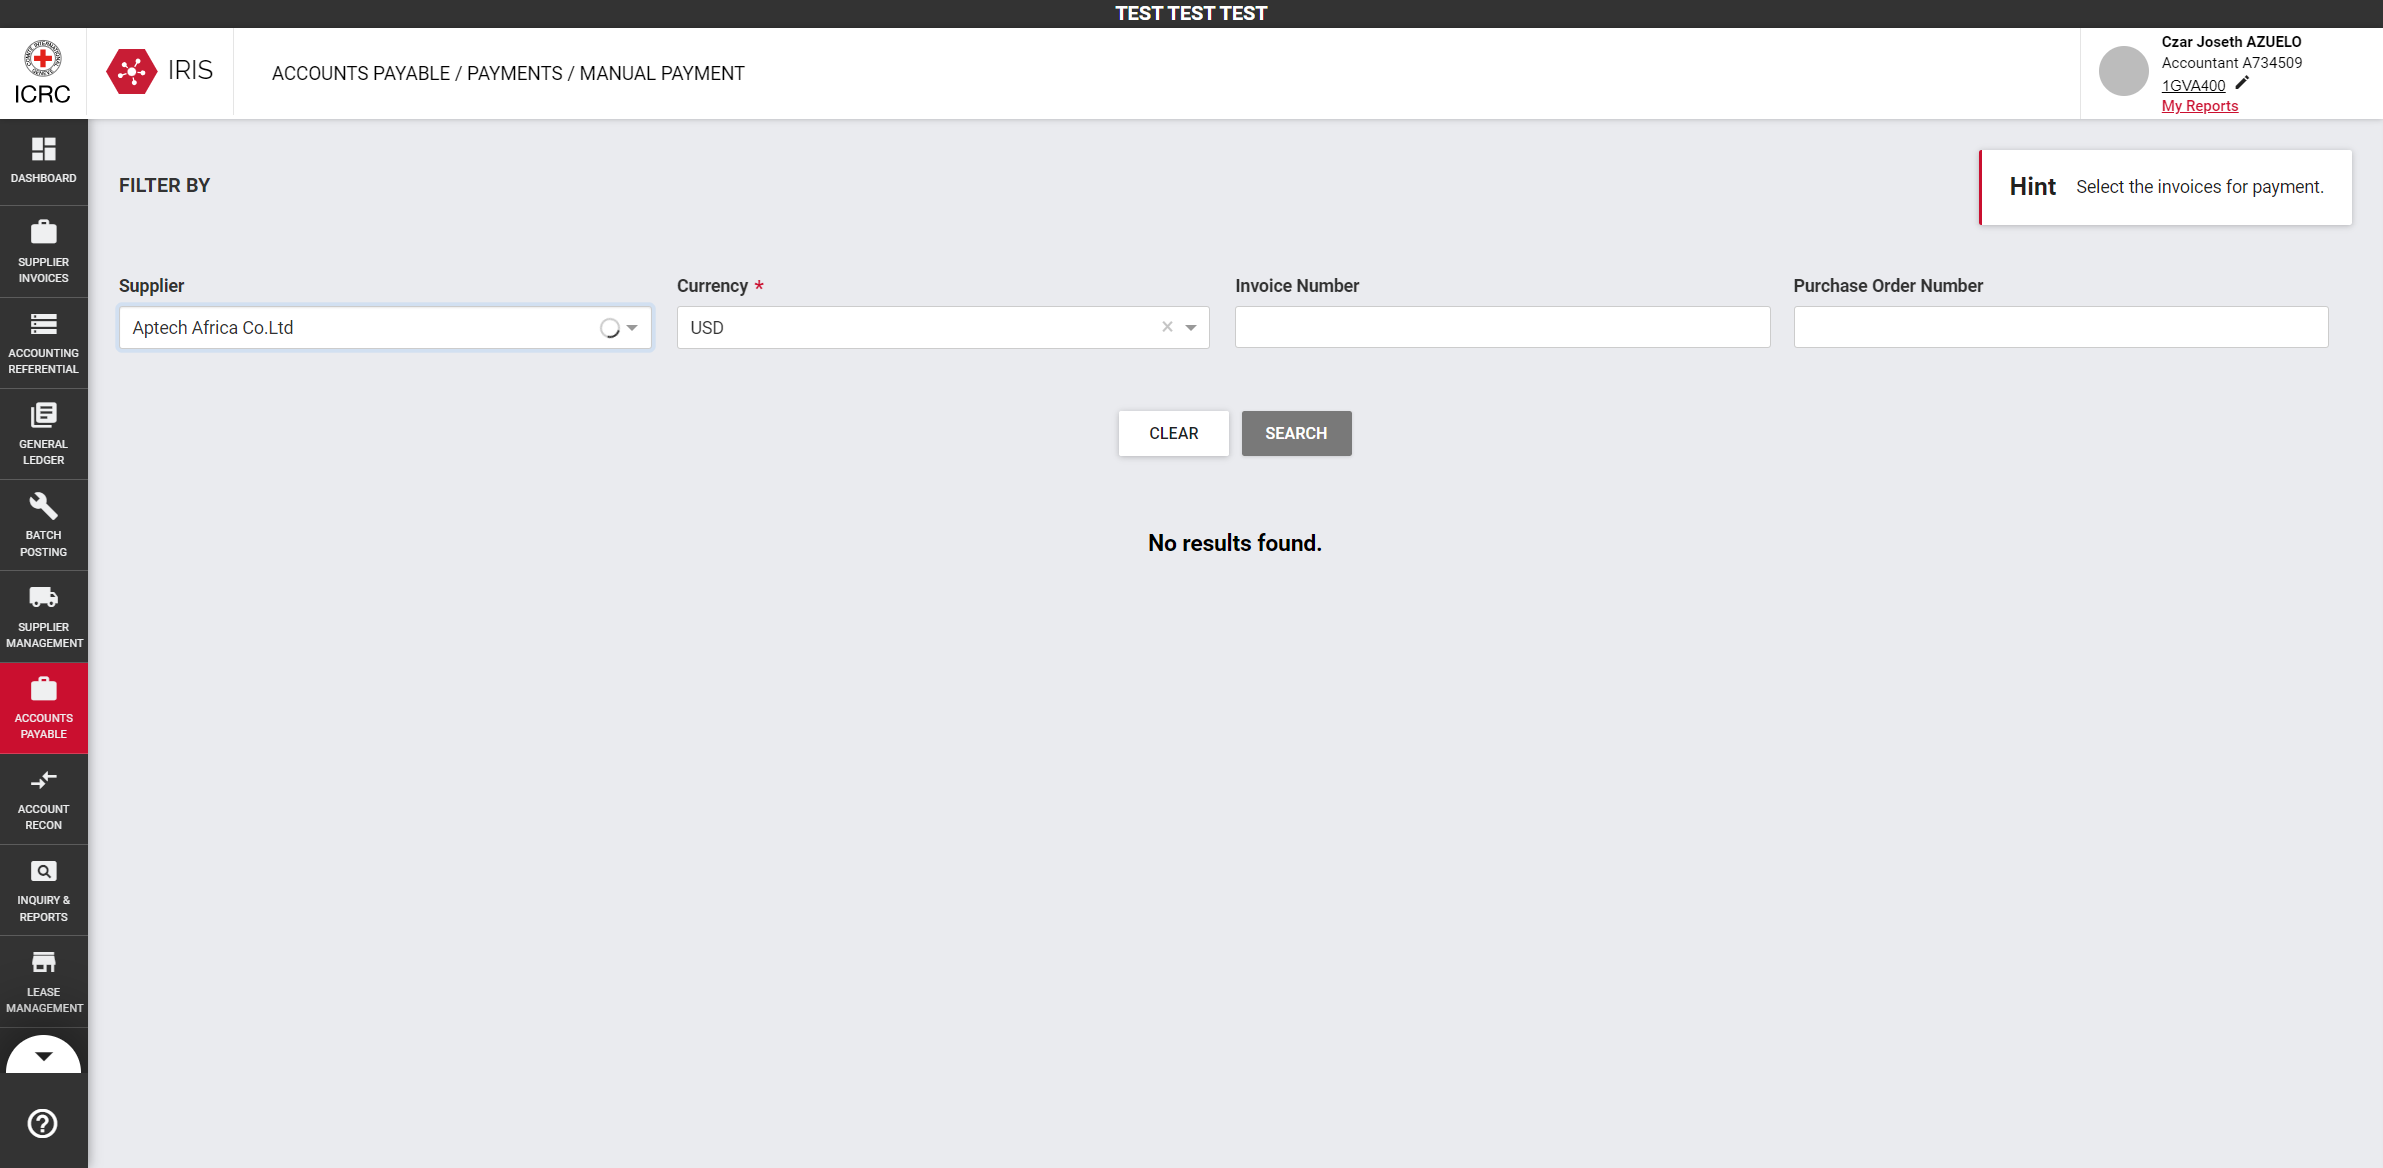 TEST TEST TEST
ICRC
IRIS
ACCOUNTS PAYABLE / PAYMENTS / MANUAL PAYMENT
Czar Joseth AZUELO
Accountant A734509
1GVA400
My Reports
DASHBOARD
SUPPLIER
INVOICES
ACCOUNTING
REFERENTIAL
GENERAL
LEDGER
BATCH
POSTING
SUPPLIER
MANAGEMENT
ACCOUNTS
PAYABLE
ACCOUNT
RECON
INQUIRY &
REPORTS
LEASE
MANAGEMENT
FILTER BY
Hint Select the invoices for payment.
Supplier
Currency *
Invoice Number
Purchase Order Number
Aptech Africa Co.Ltd
USD
CLEAR
SEARCH
No results found.